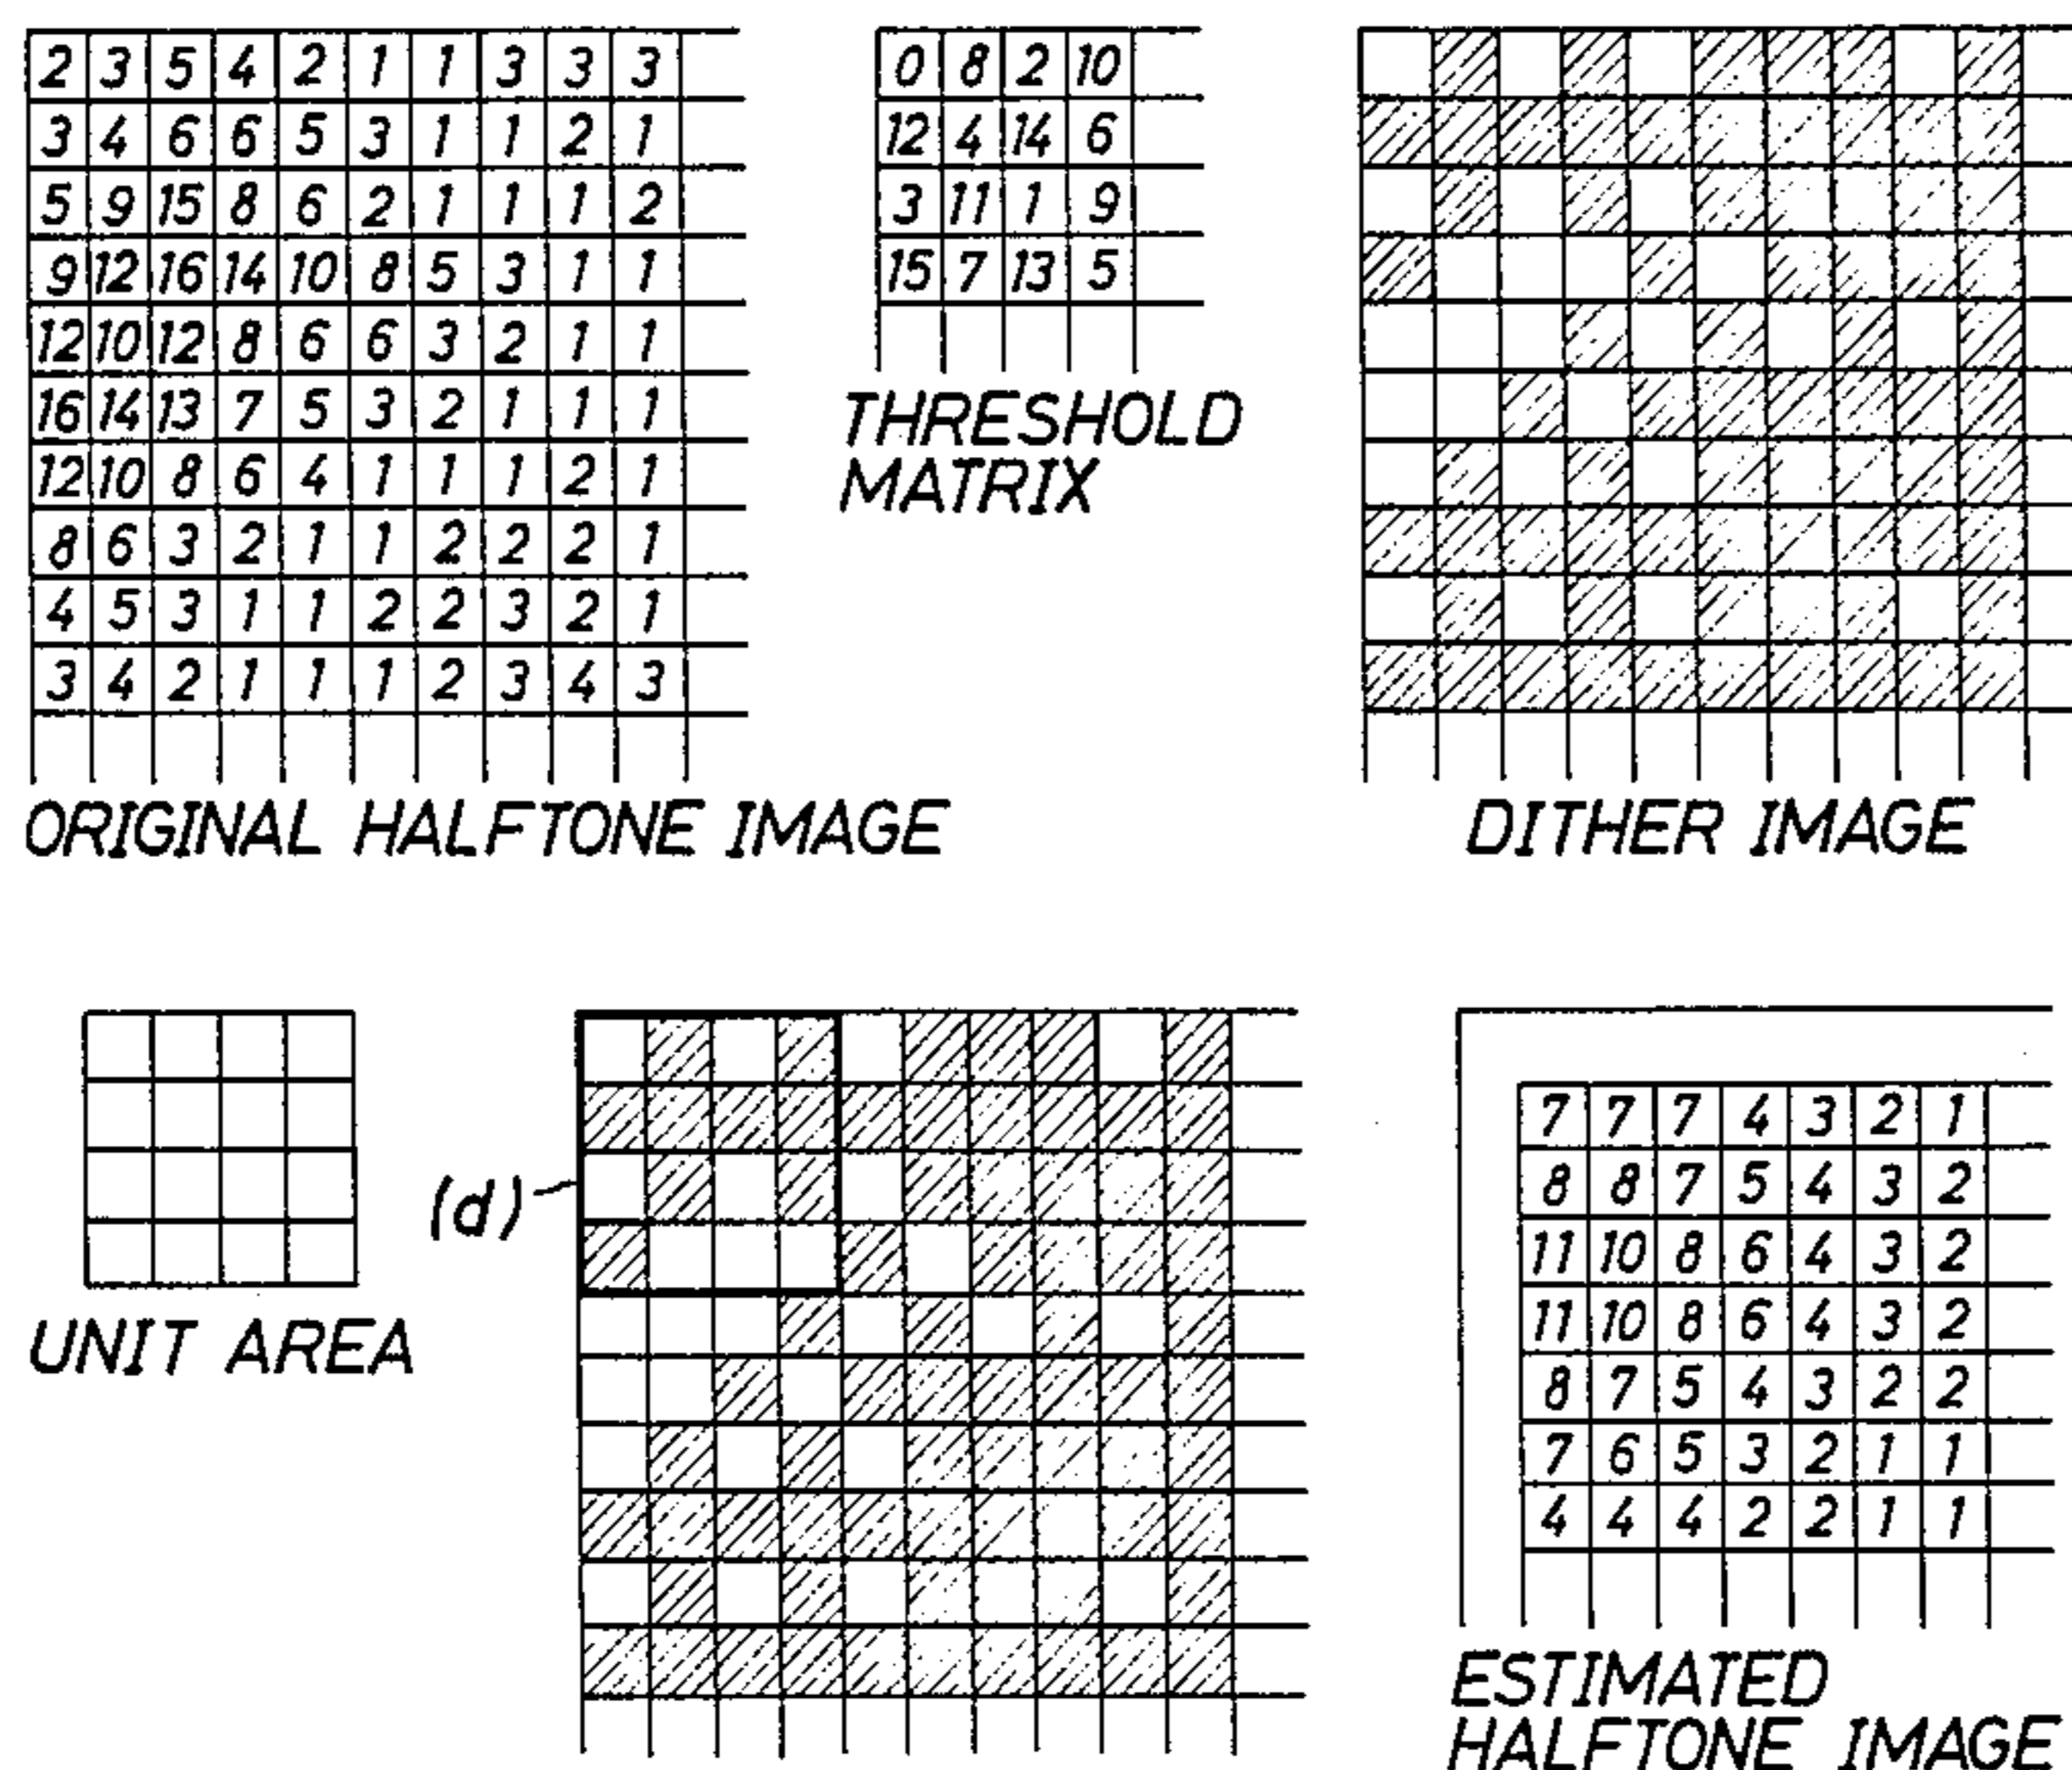 2 3 5 4 2 1 1 3 3 3
3 4 6 6 5 3 1 1 2 1
5 9 15 8 6 2 1 1 1 2
9 12 16 14 10 8 5 3 1 1
12 10 12 8 6 6 3 2 1 1
16 14 13 7 5 3 2 1 1 1
12 10 8 6 4 1 1 1 2 1
8 6 3 2 1 1 2 2 2 1
4 5 3 1 1 2 2 3 2 1
3 4 2 1 1 1 2 3 4 3
ORIGINAL HALFTONE IMAGE
0 8 2 10
12 4 14 6
3 11 1 9
15 7 13 5
THRESHOLD
MATRIX
DITHER IMAGE
UNIT AREA
(d)
7 7 7 4 3 2 1
8 8 7 5 4 3 2
11 10 8 6 4 3 2
11 10 8 6 4 3 2
8 7 5 4 3 2 2
7 6 5 3 2 1 1
4 4 4 2 2 1 1
ESTIMATED
HALFTONE IMAGE